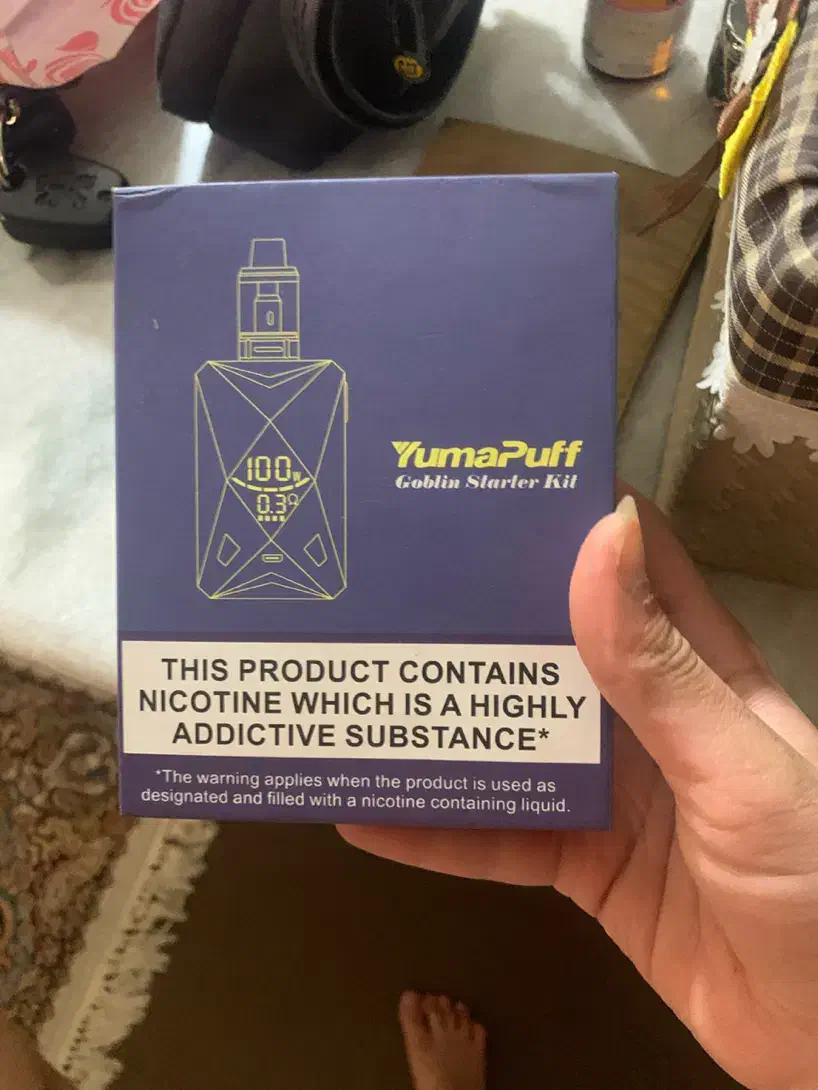 100W
0.3Ω
YumaPuff
Goblin Starter Kit
THIS PRODUCT CONTAINS
NICOTINE WHICH IS A HIGHLY
ADDICTIVE SUBSTANCE*
*The warning applies when the product is used as
designated and filled with a nicotine containing liquid.